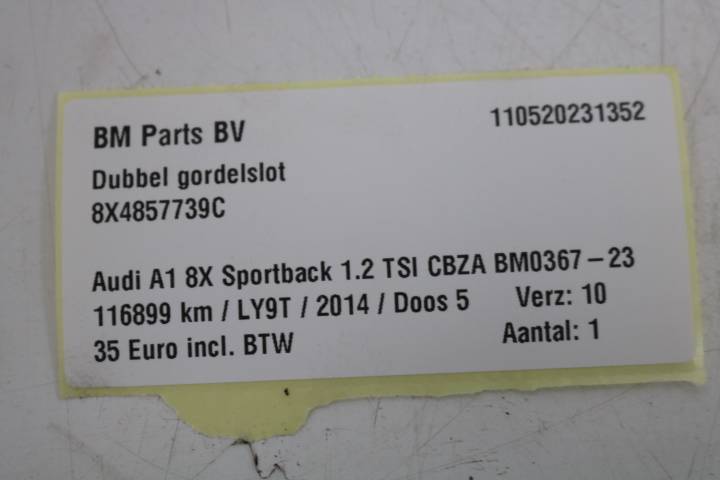 BM Parts BV 110520231352
Dubbel gordelslot
8X4857739C
Audi A1 8X Sportback 1.2 TSI CBZA BM0367-23
116899 km / LY9T / 2014 / Doos 5 Verz: 10
35 Euro incl. BTW Aantal: 1